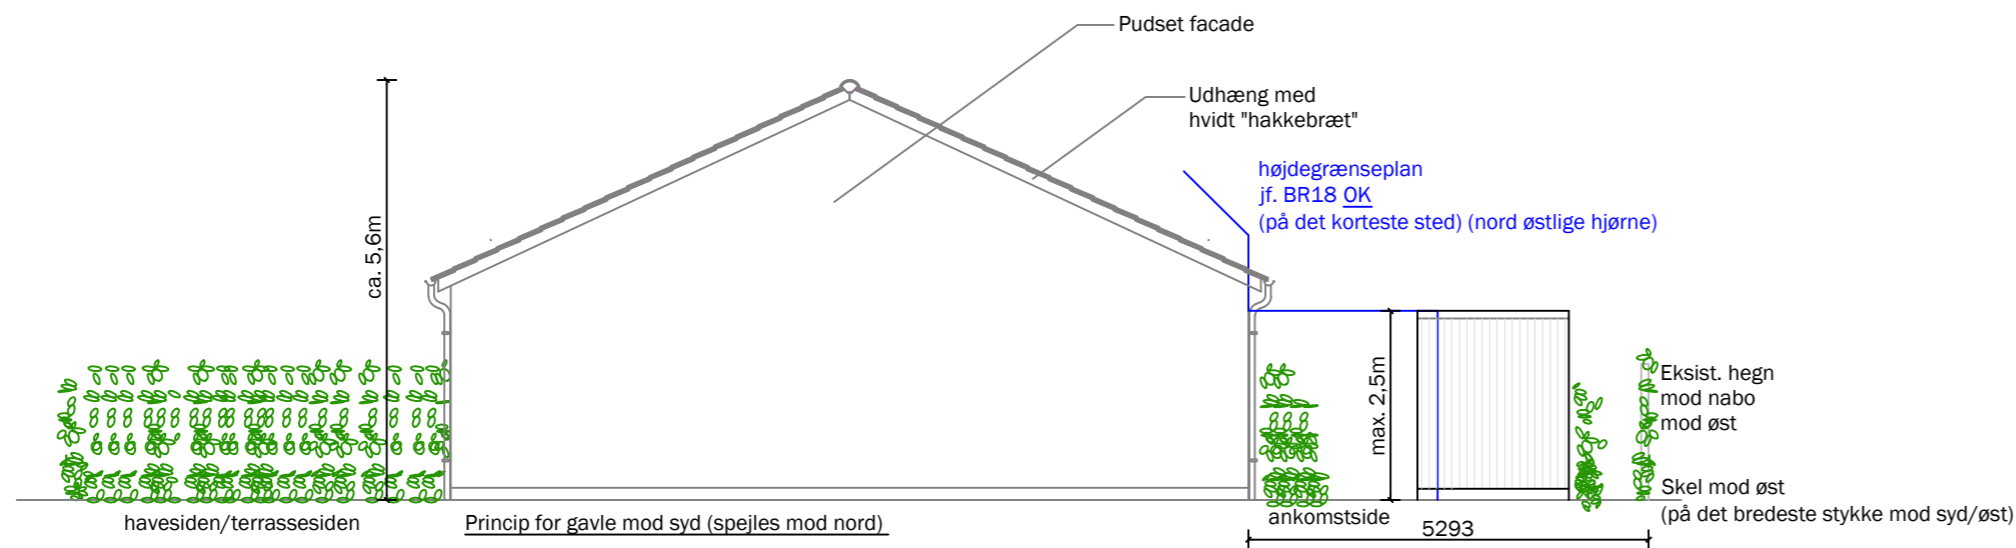 Pudset facade
Udhæng med
hvidt "hakkebræt"
højdegrænseplan
jf. BR18 OK
(på det korteste sted) (nord østlige hjørne)
ca. 5,6m
max. 2,5m
Eksist. hegn
mod nabo
mod øst
Skel mod øst
(på det bredeste stykke mod syd/øst)
havesiden/terrassesiden
Princip for gavle mod syd (spejles mod nord)
ankomstside
5293